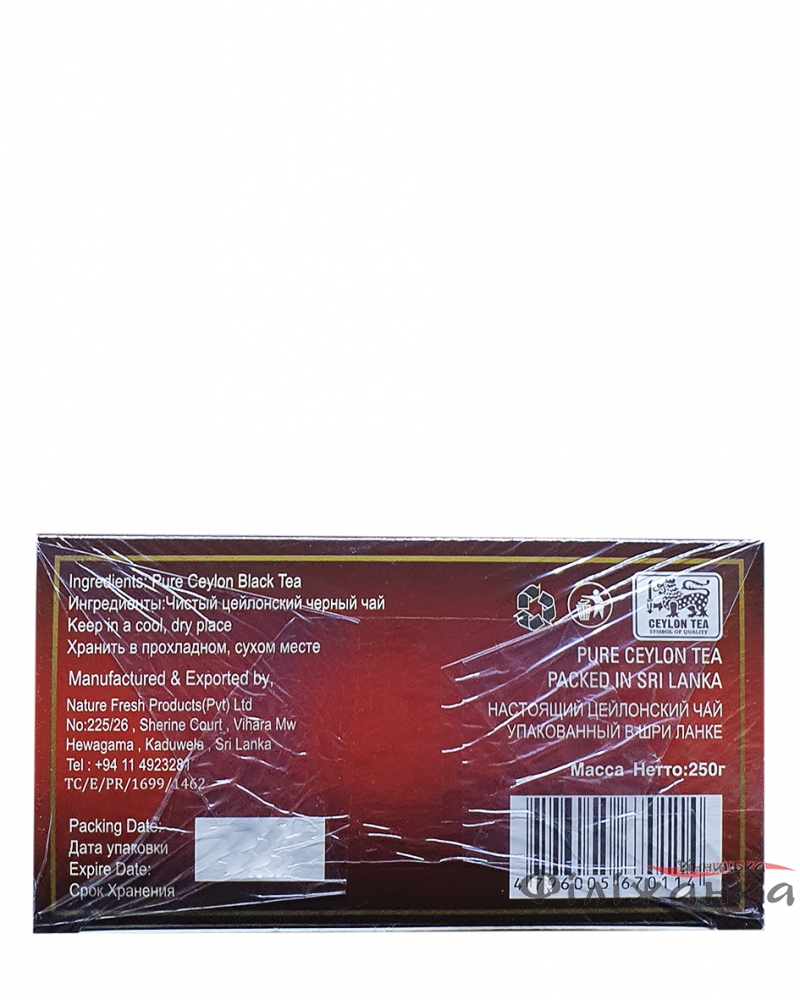 Ingredients: Pure Ceylon Black Tea
Ингредиенты:Чистый цейлонский черный чай
Keep in a cool, dry place
Хранить в прохладном, сухом месте
Manufactured & Exported by,
Nature Fresh Products(Pvt) Ltd
No:225/26 , Sherine Court , Vihara Mw
Hewagama , Kaduwela , Sri Lanka
Tel : +94 11 4923281
TC/E/PR/1699/1462
Packing Date:
Дата упаковки
Expire Date:
Срок Хранения
CEYLON TEA
SYMBOL OF QUALITY
PURE CEYLON TEA
PACKED IN SRI LANKA
НАСТОЯЩИЙ ЦЕЙЛОНСКИЙ ЧАЙ
УПАКОВАННЫЙ В ШРИ ЛАНКЕ
Масса Нетто:250г
Вінницька
Філіжанка